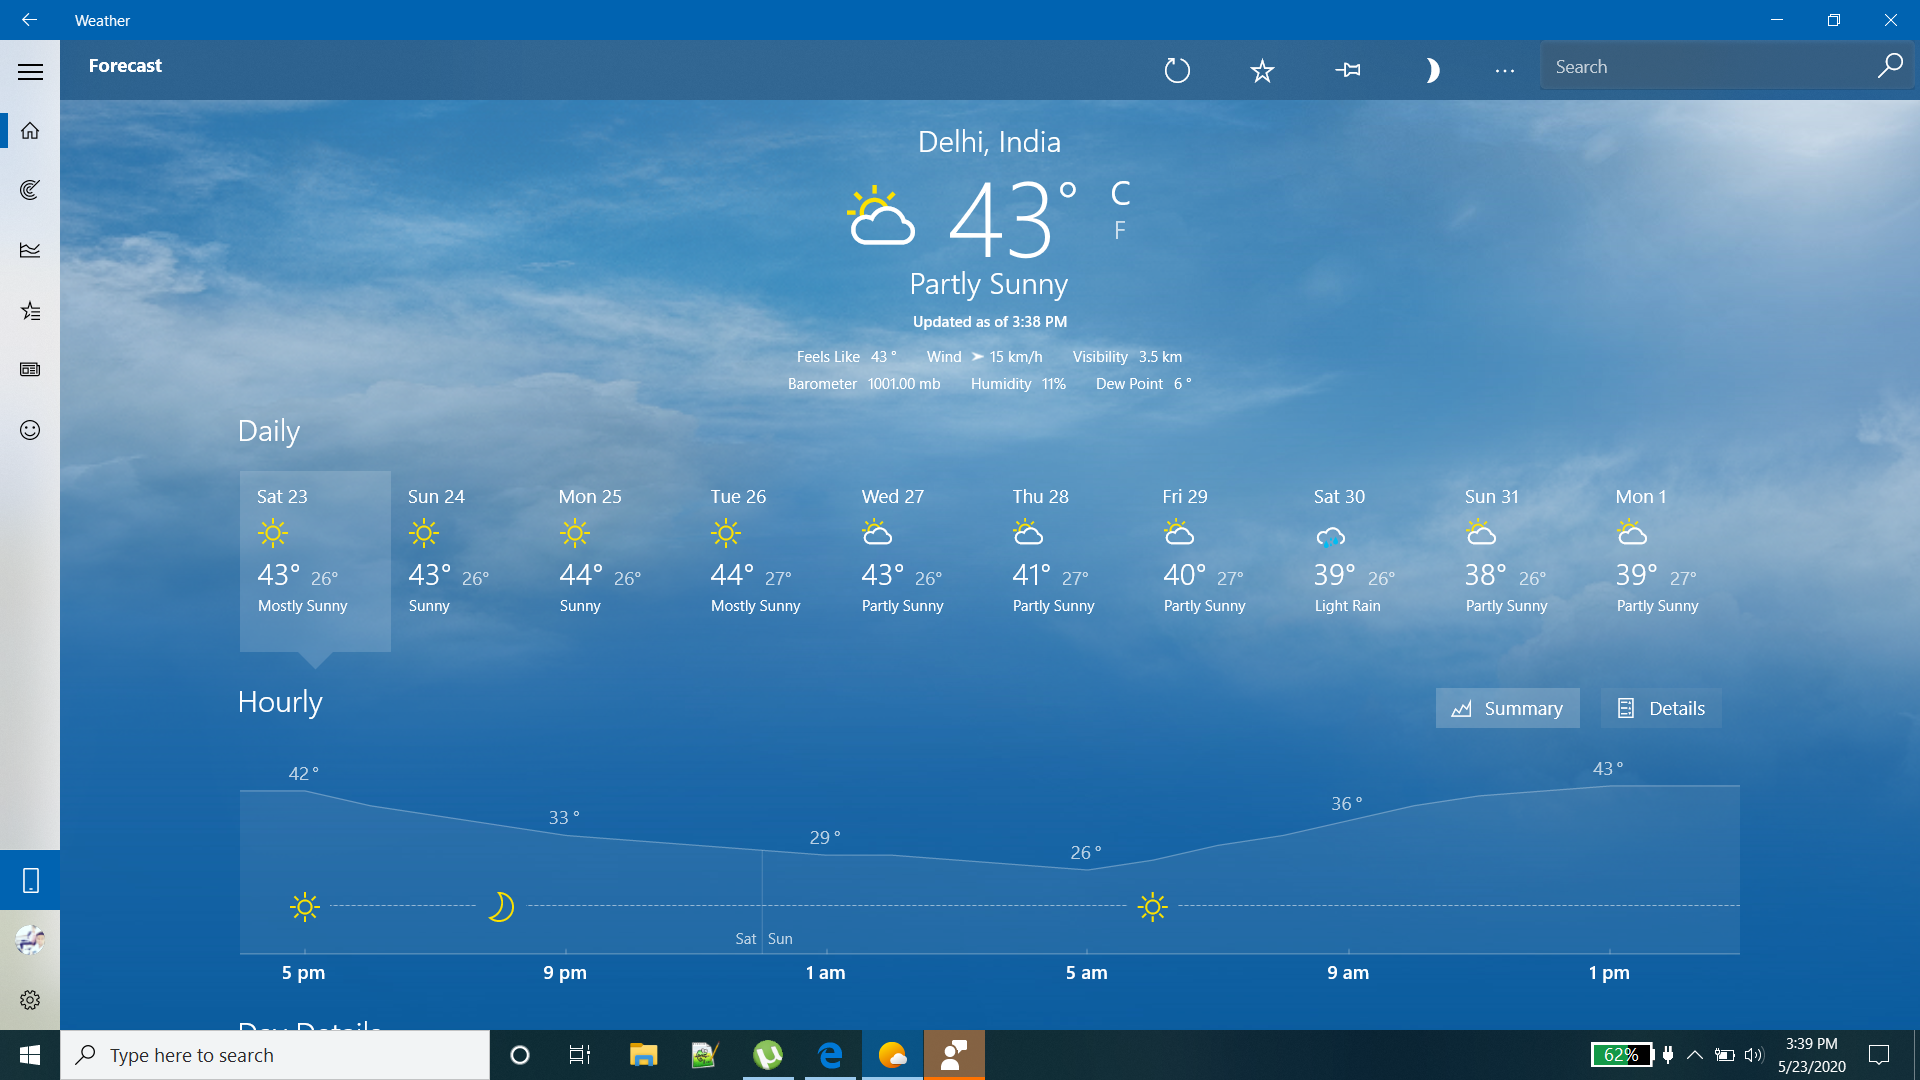 Weather
Forecast
Search
Delhi, India
43° C
F
Partly Sunny
Updated as of 3:38 PM
Feels Like 43 ° Wind 15 km/h Visibility 3.5 km
Barometer 1001.00 mb Humidity 11% Dew Point 6 °
Daily
Sat 23 Sun 24 Mon 25 Tue 26 Wed 27 Thu 28 Fri 29 Sat 30 Sun 31 Mon 1
43° 26° 43° 26° 44° 26° 44° 27° 43° 26° 41° 27° 40° 27° 39° 26° 38° 26° 39° 27°
Mostly Sunny Sunny Sunny Mostly Sunny Partly Sunny Partly Sunny Partly Sunny Light Rain Partly Sunny Partly Sunny
Hourly
Summary Details
42 ° 33 ° 29 ° 26 ° 36 ° 43 °
Sat Sun
5 pm 9 pm 1 am 5 am 9 am 1 pm
Day Details
Type here to search
62%
3:39 PM
5/23/2020